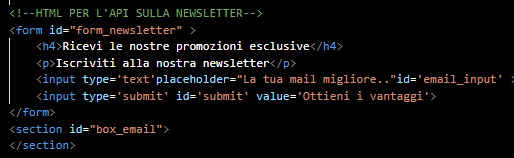 <!--HTML PER L'API SULLA NEWSLETTER-->
<form id="form_newsletter" >
<h4>Ricevi le nostre promozioni esclusive</h4>
<p>Iscriviti alla nostra newsletter</p>
<input type='text'placeholder="La tua mail migliore.."id='email_input' >
<input type='submit' id='submit' value='Ottieni i vantaggi'>
</form>
<section id="box_email">
</section>